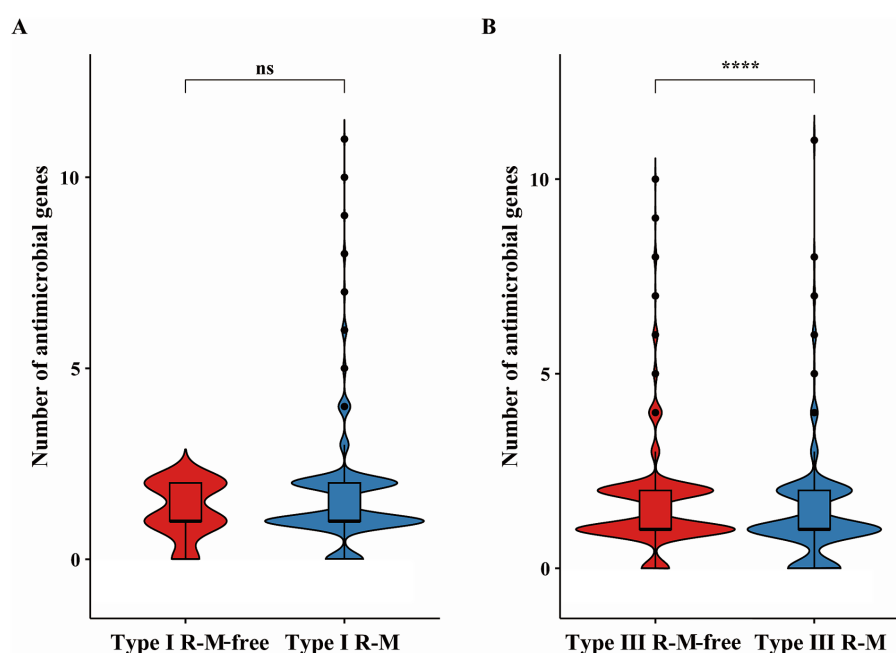 A
ns
Number of antimicrobial genes
10
5
0
Type I R-M-free
Type I R-M
B
****
Number of antimicrobial genes
10
5
0
Type III R-M-free
Type III R-M